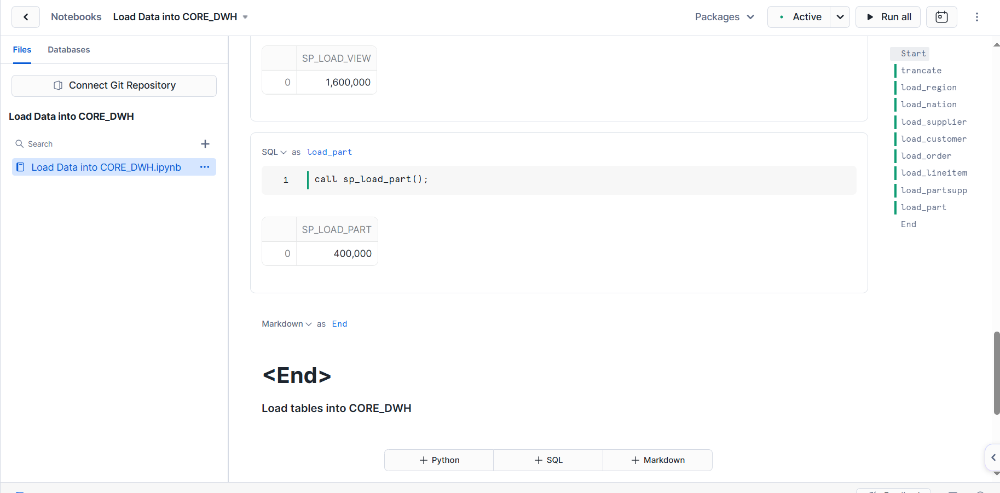 Notebooks Load Data into CORE_DWH Packages Active Run all
Files Databases
Connect Git Repository
Load Data into CORE_DWH
Search
Load Data into CORE_DWH.ipynb
SP_LOAD_VIEW
0 1,600,000
SQL as load_part
1 call sp_load_part();
SP_LOAD_PART
0 400,000
Markdown as End
<End>
Load tables into CORE_DWH
+ Python + SQL + Markdown
Start
trancate
load_region
load_nation
load_supplier
load_customer
load_order
load_lineitem
load_partsupp
load_part
End